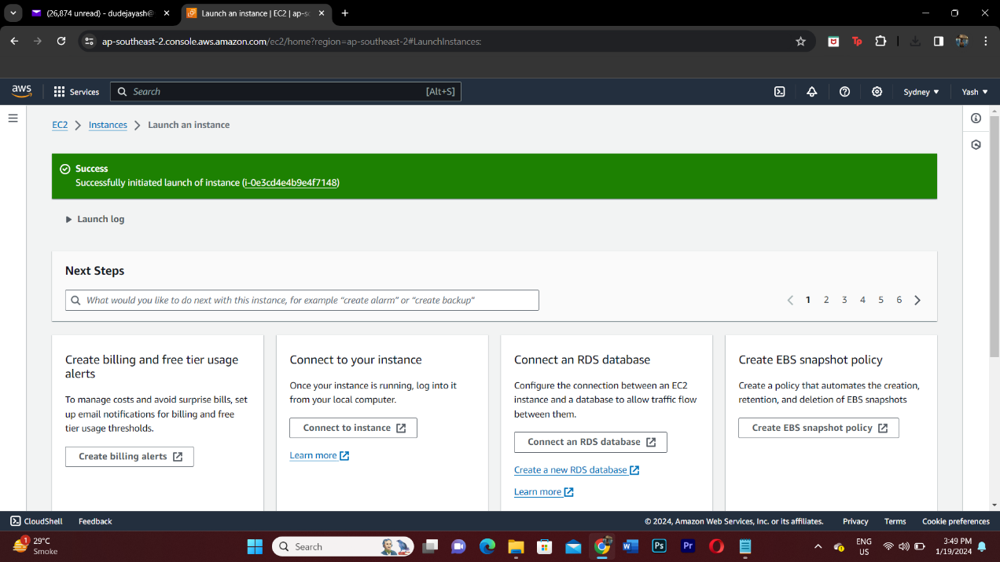 (26,874 unread) - dudejayash@
Launch an instance | EC2 | ap-so
ap-southeast-2.console.aws.amazon.com/ec2/home?region=ap-southeast-2#LaunchInstances:
Tp
aws
Services
Search
[Alt+S]
Sydney
Yash
EC2
Instances
Launch an instance
Success
Successfully initiated launch of instance (i-0e3cd4e4b9e4f7148)
Launch log
Next Steps
What would you like to do next with this instance, for example "create alarm" or "create backup"
1 2 3 4 5 6
Create billing and free tier usage
alerts
To manage costs and avoid surprise bills, set
up email notifications for billing and free
tier usage thresholds.
Create billing alerts
Connect to your instance
Once your instance is running, log into it
from your local computer.
Connect to instance
Learn more
Connect an RDS database
Configure the connection between an EC2
instance and a database to allow traffic flow
between them.
Connect an RDS database
Create a new RDS database
Learn more
Create EBS snapshot policy
Create a policy that automates the creation,
retention, and deletion of EBS snapshots
Create EBS snapshot policy
CloudShell
Feedback
© 2024, Amazon Web Services, Inc. or its affiliates.
Privacy
Terms
Cookie preferences
1
29°C
Smoke
Search
W
Ps
Pr
ENG
US
3:49 PM
1/19/2024